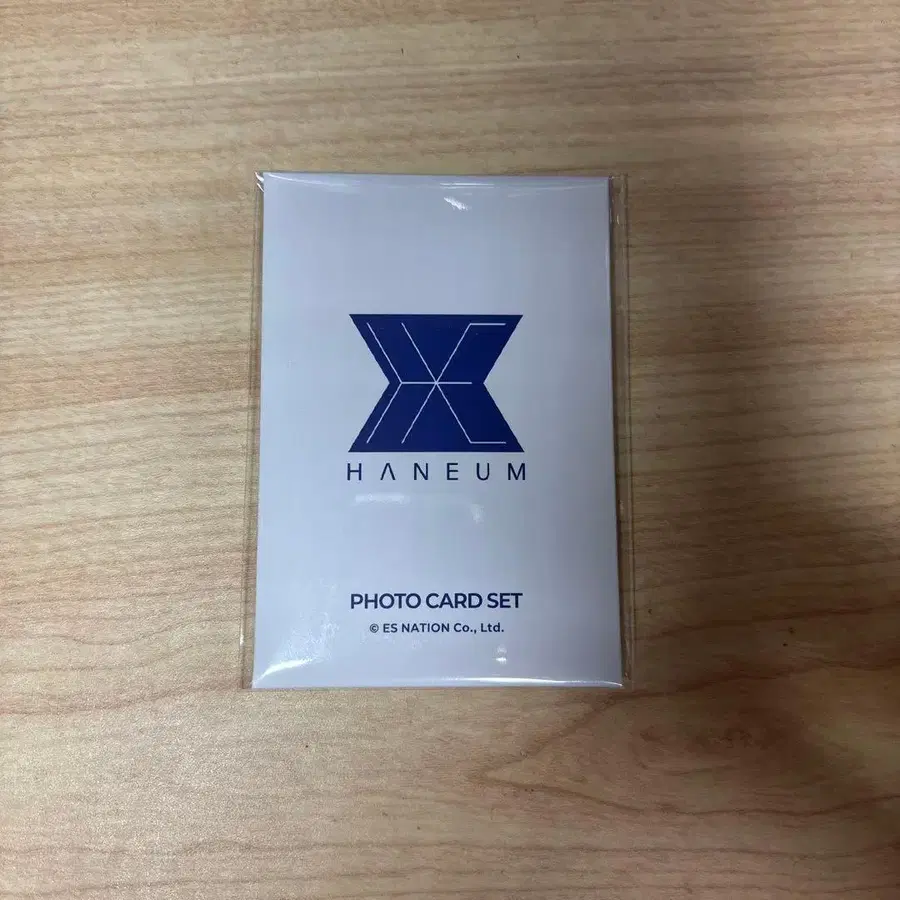 HANEUM
PHOTO CARD SET
© ES NATION Co., Ltd.